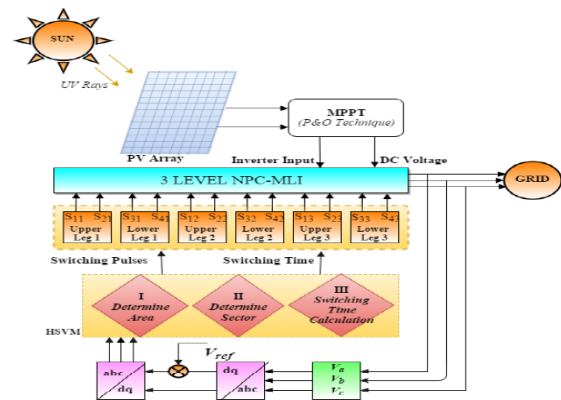 SUN
UV Rays
MPPT
(P&O Technique)
PV Array
Inverter Input
DC Voltage
3 LEVEL NPC-MLI
GRID
S11 S21 S31 S41 S12 S22 S32 S42 S13 S23 S33 S43
Upper Leg 1
Lower Leg 1
Upper Leg 2
Lower Leg 2
Upper Leg 3
Lower Leg 3
Switching Pulses
Switching Time
I
Determine
Area
II
Determine
Sector
III
Switching
Time
Calculation
HSVM
Vref
abc
dq
dq
abc
Va
Vb
Vc